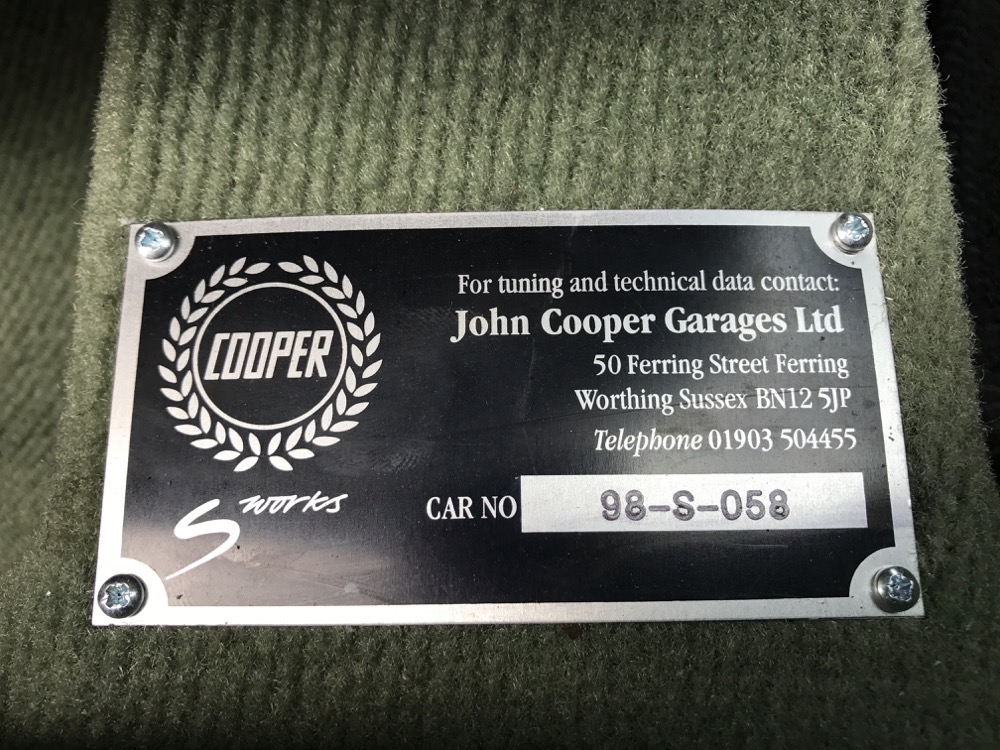 COOPER
S works
For tuning and technical data contact:
John Cooper Garages Ltd
50 Ferring Street Ferring
Worthing Sussex BN12 5JP
Telephone 01903 504455
CAR NO 98-S-058